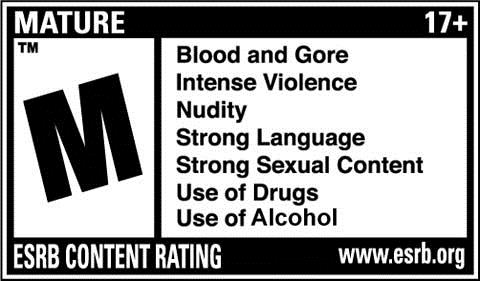 MATURE 17+
TM
M
Blood and Gore
Intense Violence
Nudity
Strong Language
Strong Sexual Content
Use of Drugs
Use of Alcohol
ESRB CONTENT RATING www.esrb.org